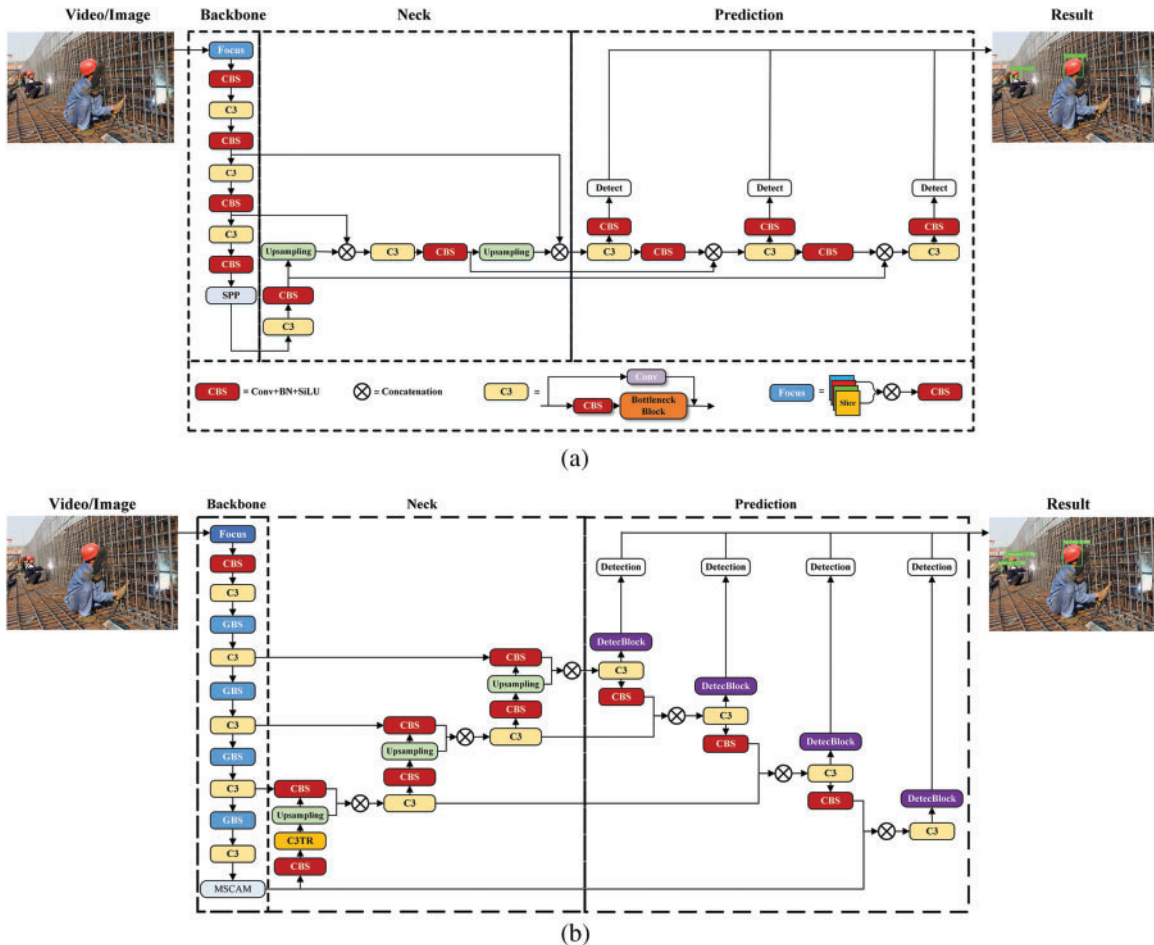 Video/Image Backbone Neck Prediction Result
Focus
CBS
C3
CBS
C3
CBS
C3
CBS
SPP
Upsampling
CBS
C3
C3
CBS
Upsampling
Detect
CBS
C3
CBS
Detect
CBS
C3
CBS
Detect
CBS
C3
CBS = Conv+BN+SiLU
= Concatenation
C3 =
Conv
CBS
Bottleneck
Block
Focus =
Slice
CBS
(a)
Video/Image Backbone Neck Prediction Result
Focus
CBS
C3
GBS
C3
GBS
C3
GBS
C3
GBS
C3
MSCAM
CBS
Upsampling
C3TR
CBS
CBS
Upsampling
CBS
C3
CBS
Upsampling
CBS
C3
Detection
DetecBlock
C3
CBS
Detection
DetecBlock
C3
CBS
Detection
DetecBlock
C3
CBS
Detection
DetecBlock
C3
(b)